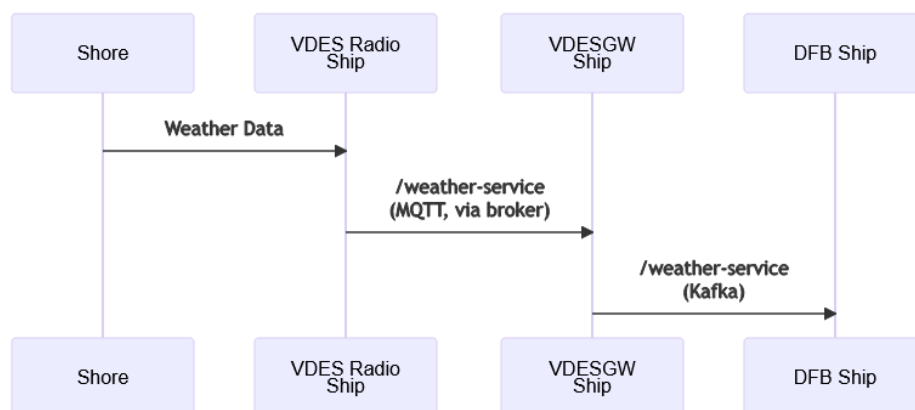 Shore
VDES Radio
Ship
VDESGW
Ship
DFB Ship
Weather Data
/weather-service
(MQTT, via broker)
/weather-service
(Kafka)
Shore
VDES Radio
Ship
VDESGW
Ship
DFB Ship